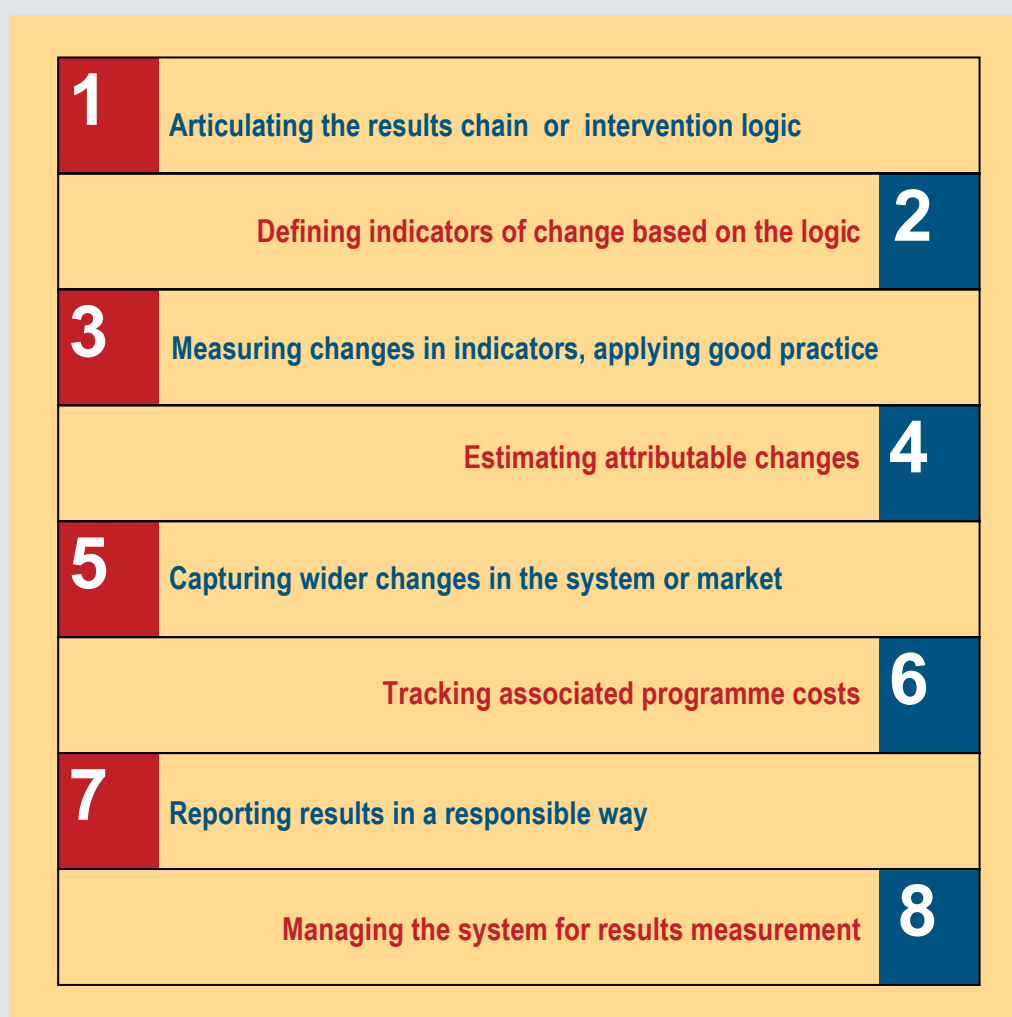 1
Articulating the results chain or intervention logic
Defining indicators of change based on the logic
2
3
Measuring changes in indicators, applying good practice
Estimating attributable changes
4
5
Capturing wider changes in the system or market
Tracking associated programme costs
6
7
Reporting results in a responsible way
Managing the system for results measurement
8